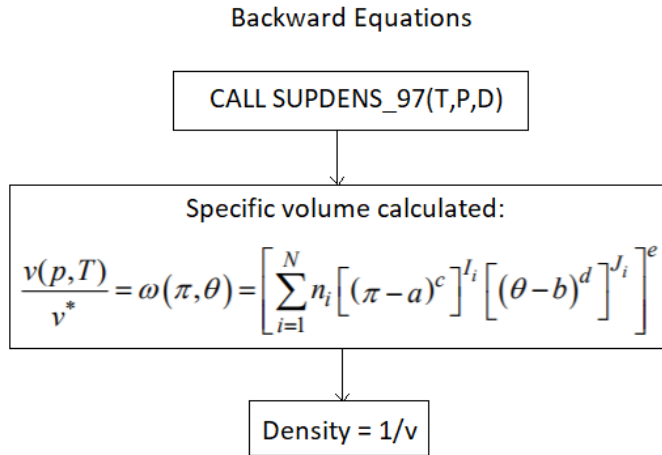 Backward Equations
CALL SUPDENS_97(T,P,D)
Specific volume calculated:
v(p,T)/v* = ω(π,θ) = [∑_{i=1}^{N} n_i [(π−a)^c]^{I_i} [(θ−b)^d]^{J_i}]^e
Density = 1/v